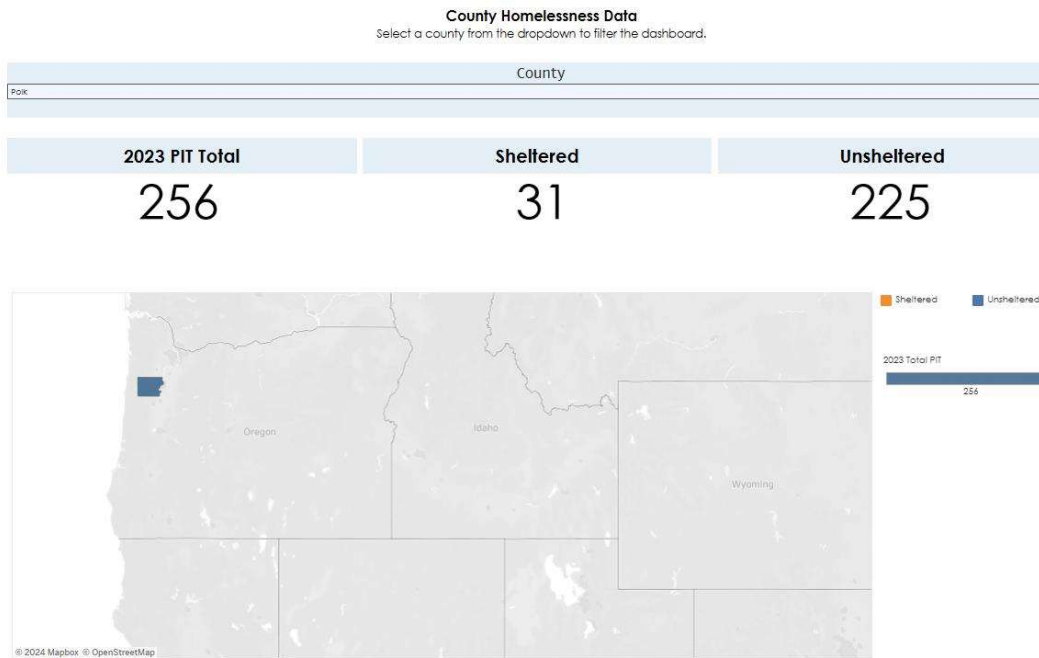 County Homelessness Data
Select a county from the dropdown to filter the dashboard.
County
Polk
2023 PIT Total
Sheltered
Unsheltered
256
31
225
Sheltered
Unsheltered
2023 Total PIT
256
Oregon
Idaho
Wyoming
© 2024 Mapbox © OpenStreetMap